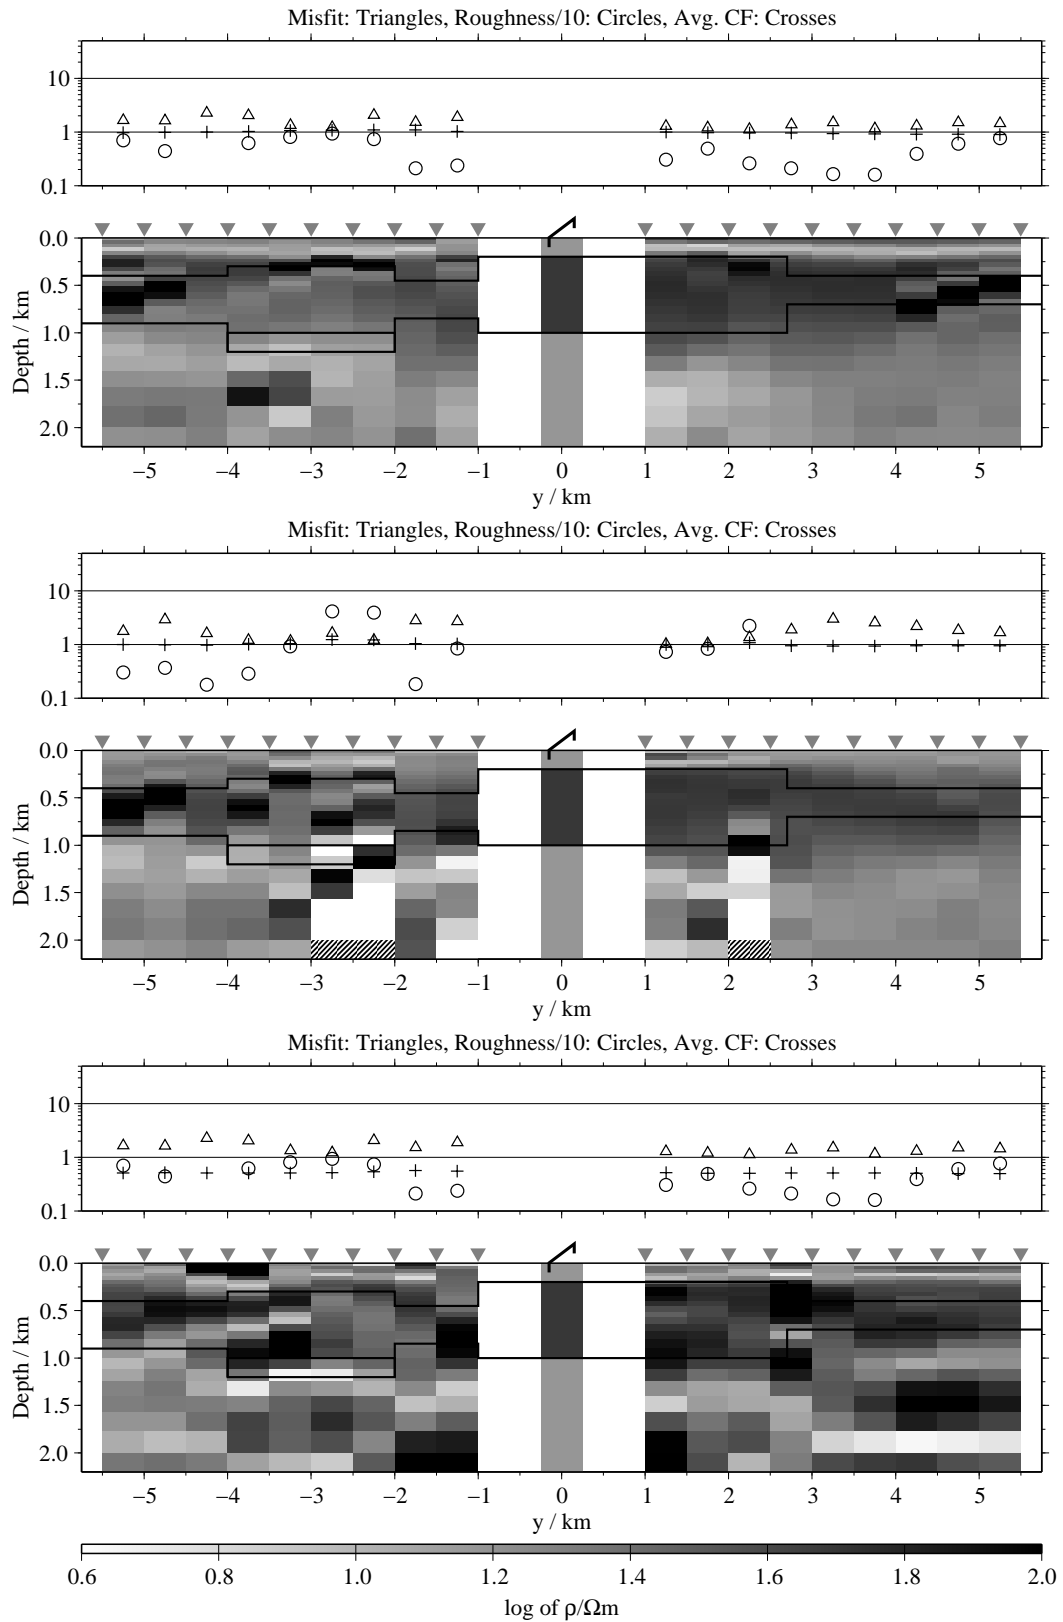 Misfit: Triangles, Roughness/10: Circles, Avg. CF: Crosses
10
1
0.1
0.0
0.5
1.0
1.5
2.0
Depth / km
−5 −4 −3 −2 −1 0 1 2 3 4 5
y / km
Misfit: Triangles, Roughness/10: Circles, Avg. CF: Crosses
10
1
0.1
0.0
0.5
1.0
1.5
2.0
Depth / km
−5 −4 −3 −2 −1 0 1 2 3 4 5
y / km
Misfit: Triangles, Roughness/10: Circles, Avg. CF: Crosses
10
1
0.1
0.0
0.5
1.0
1.5
2.0
Depth / km
−5 −4 −3 −2 −1 0 1 2 3 4 5
y / km
0.6 0.8 1.0 1.2 1.4 1.6 1.8 2.0
log of ρ/Ωm